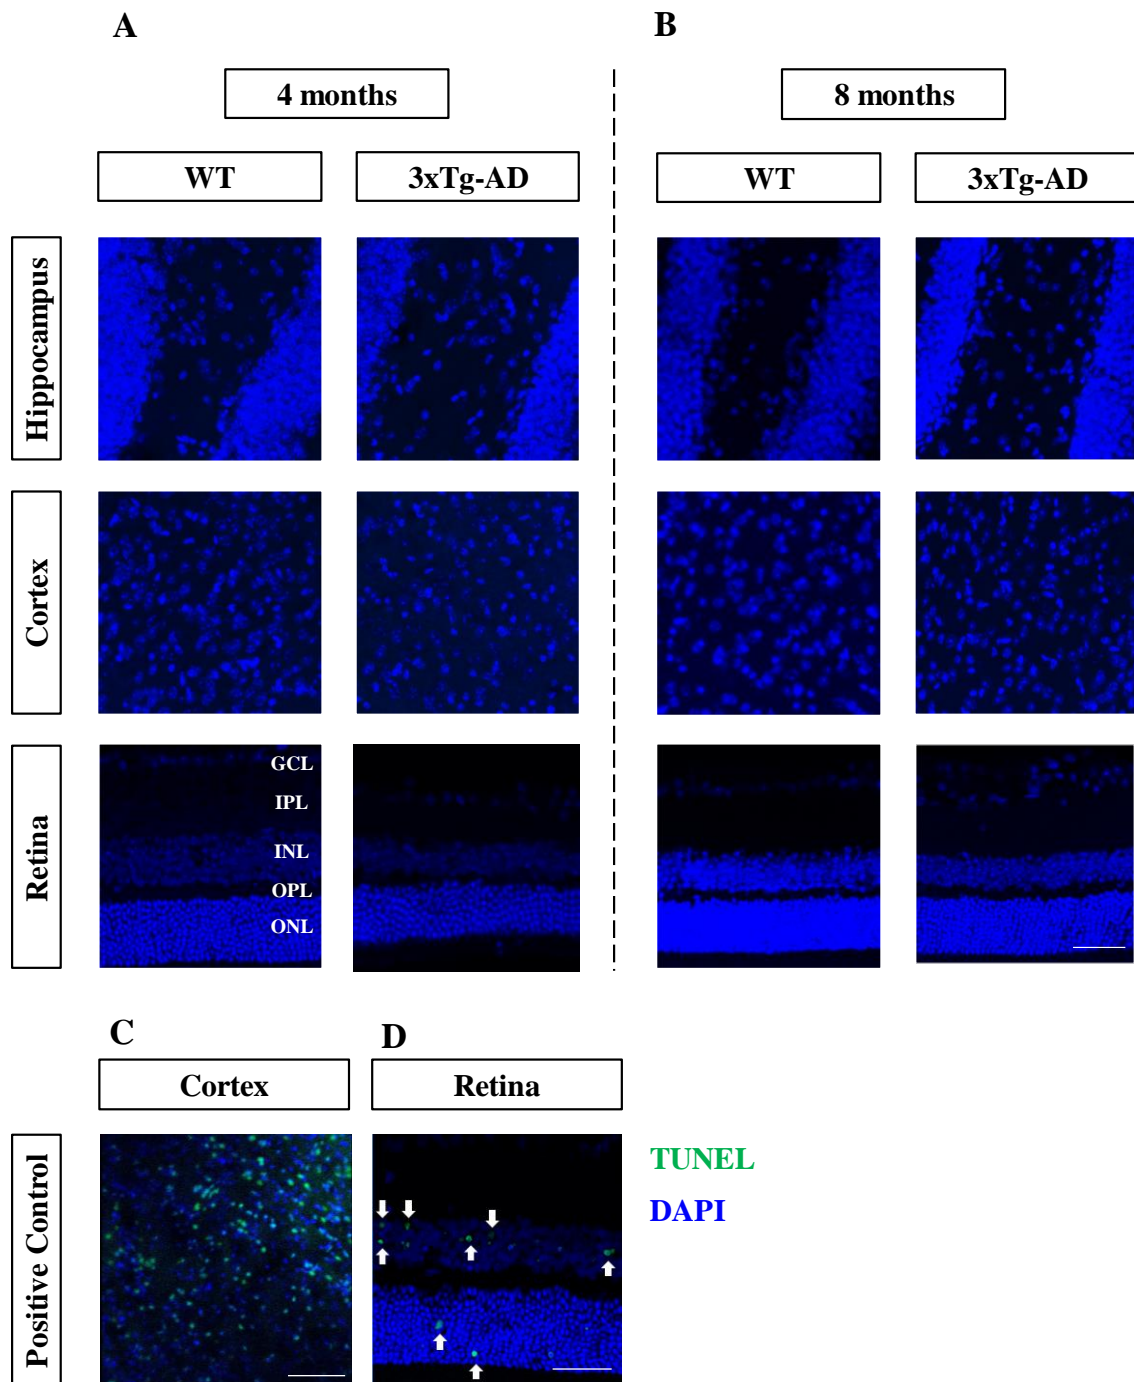 A
B
4 months
8 months
WT
3xTg-AD
WT
3xTg-AD
Hippocampus
Cortex
Retina
GCL
IPL
INL
OPL
ONL
C
D
Cortex
Retina
Positive Control
TUNEL
DAPI